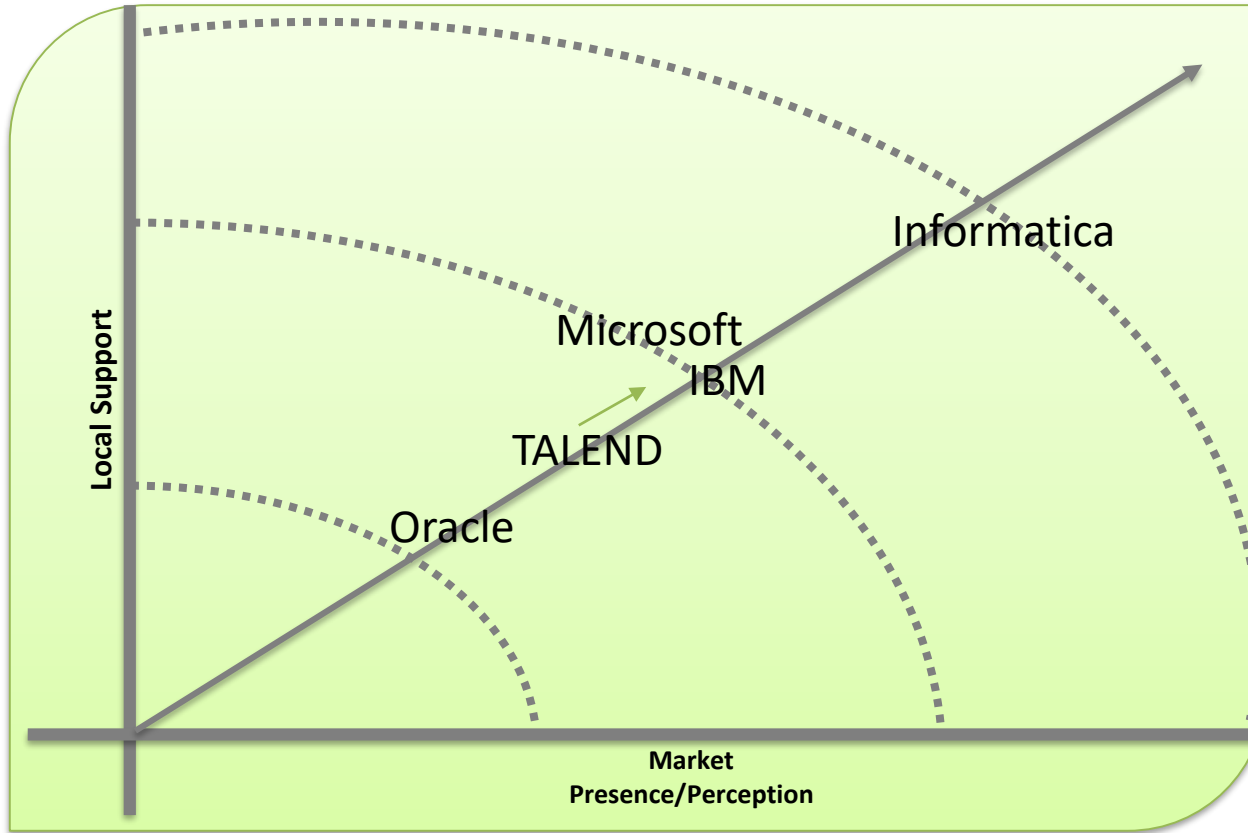 Informatica
Microsoft
IBM
TALEND
Oracle
Local Support
Market
Presence/Perception